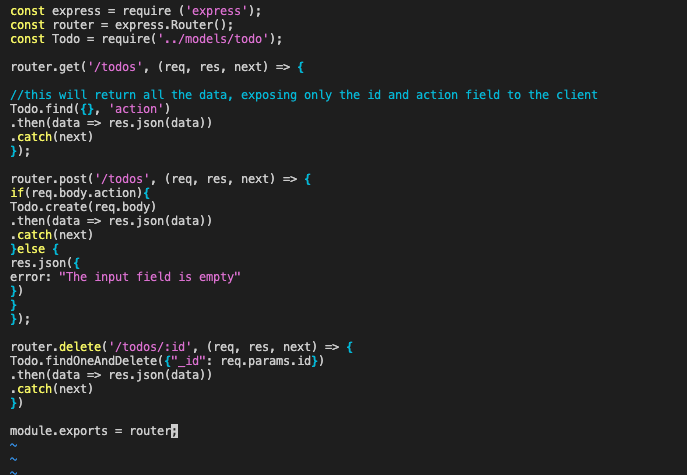 const express = require ('express');
const router = express.Router();
const Todo = require('../models/todo');
router.get('/todos', (req, res, next) => {
//this will return all the data, exposing only the id and action field to the client
Todo.find({}, 'action')
.then(data => res.json(data))
.catch(next)
});
router.post('/todos', (req, res, next) => {
if(req.body.action){
Todo.create(req.body)
.then(data => res.json(data))
.catch(next)
}else {
res.json({
error: "The input field is empty"
})
}
});
router.delete('/todos/:id', (req, res, next) => {
Todo.findOneAndDelete({"_id": req.params.id})
.then(data => res.json(data))
.catch(next)
})
module.exports = router;
~
~
~